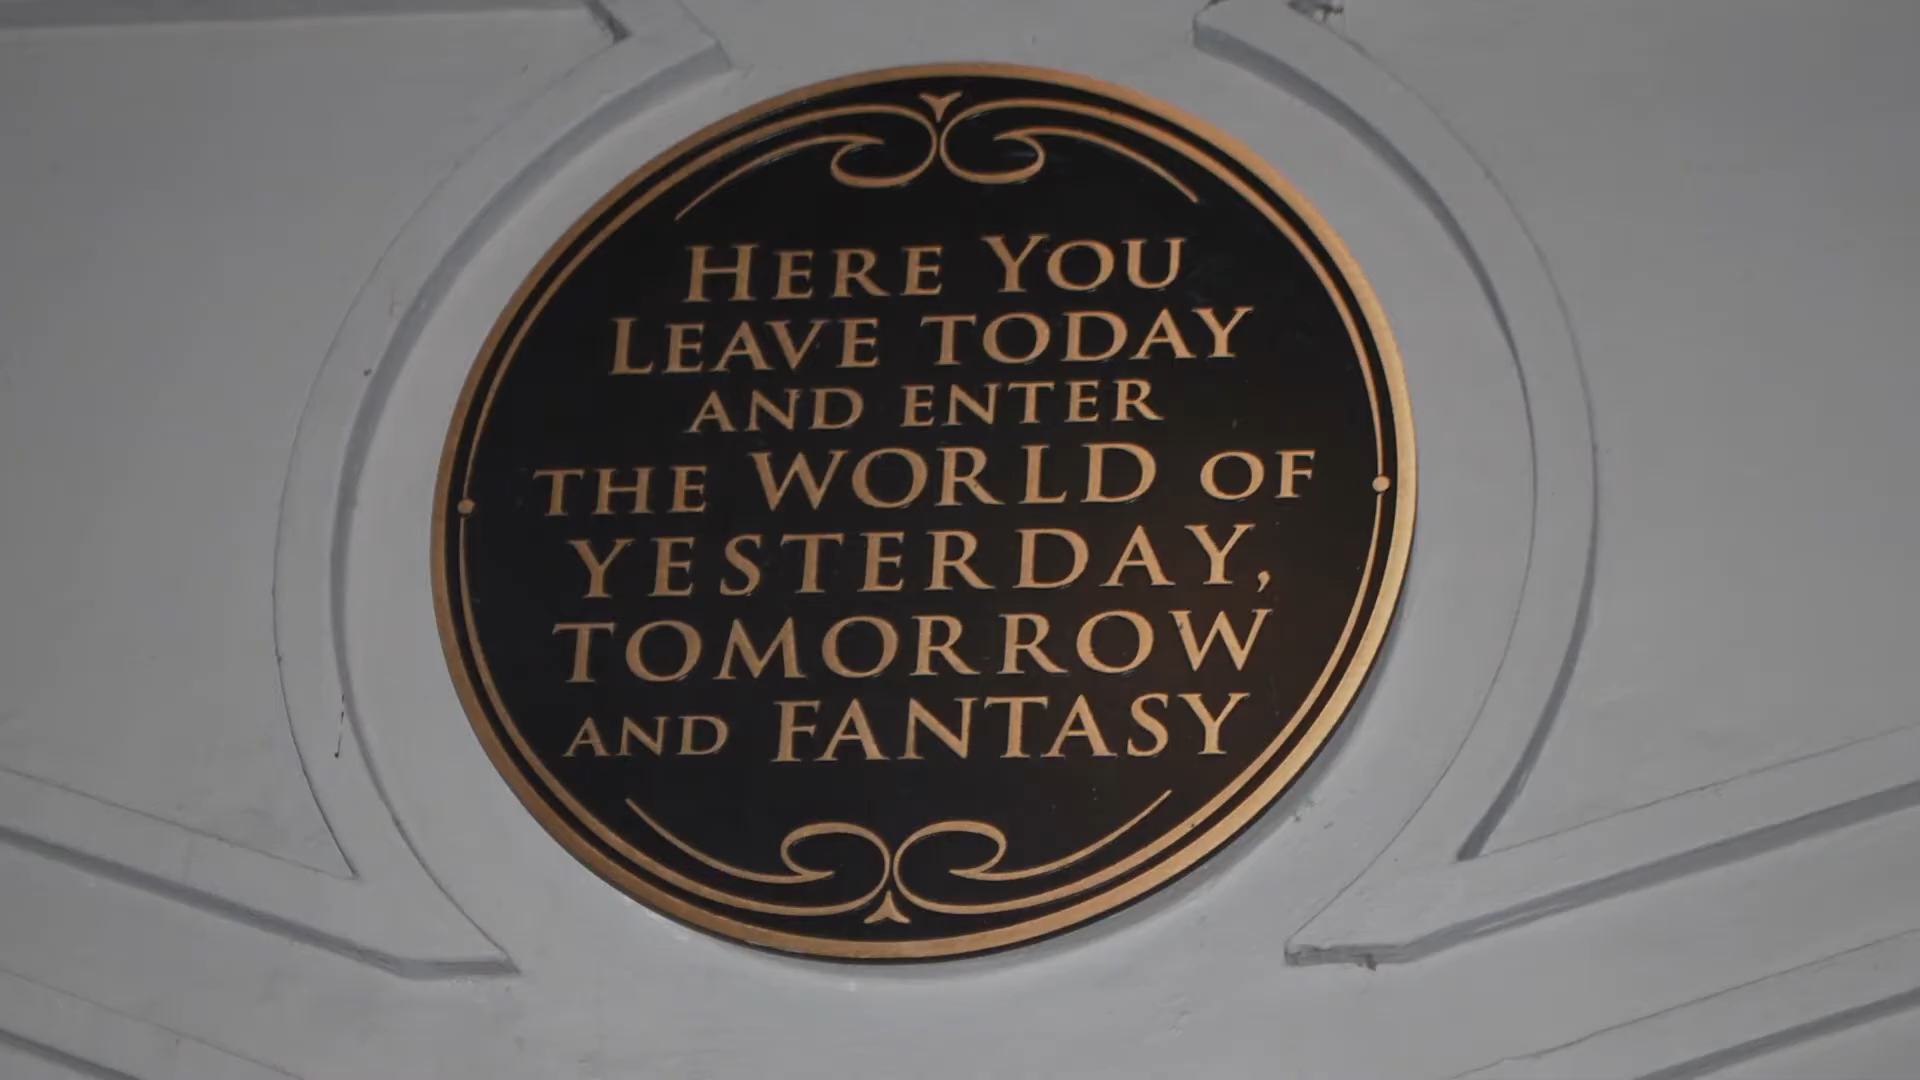 HERE YOU
LEAVE TODAY
AND ENTER
THE WORLD OF
YESTERDAY,
TOMORROW
AND FANTASY